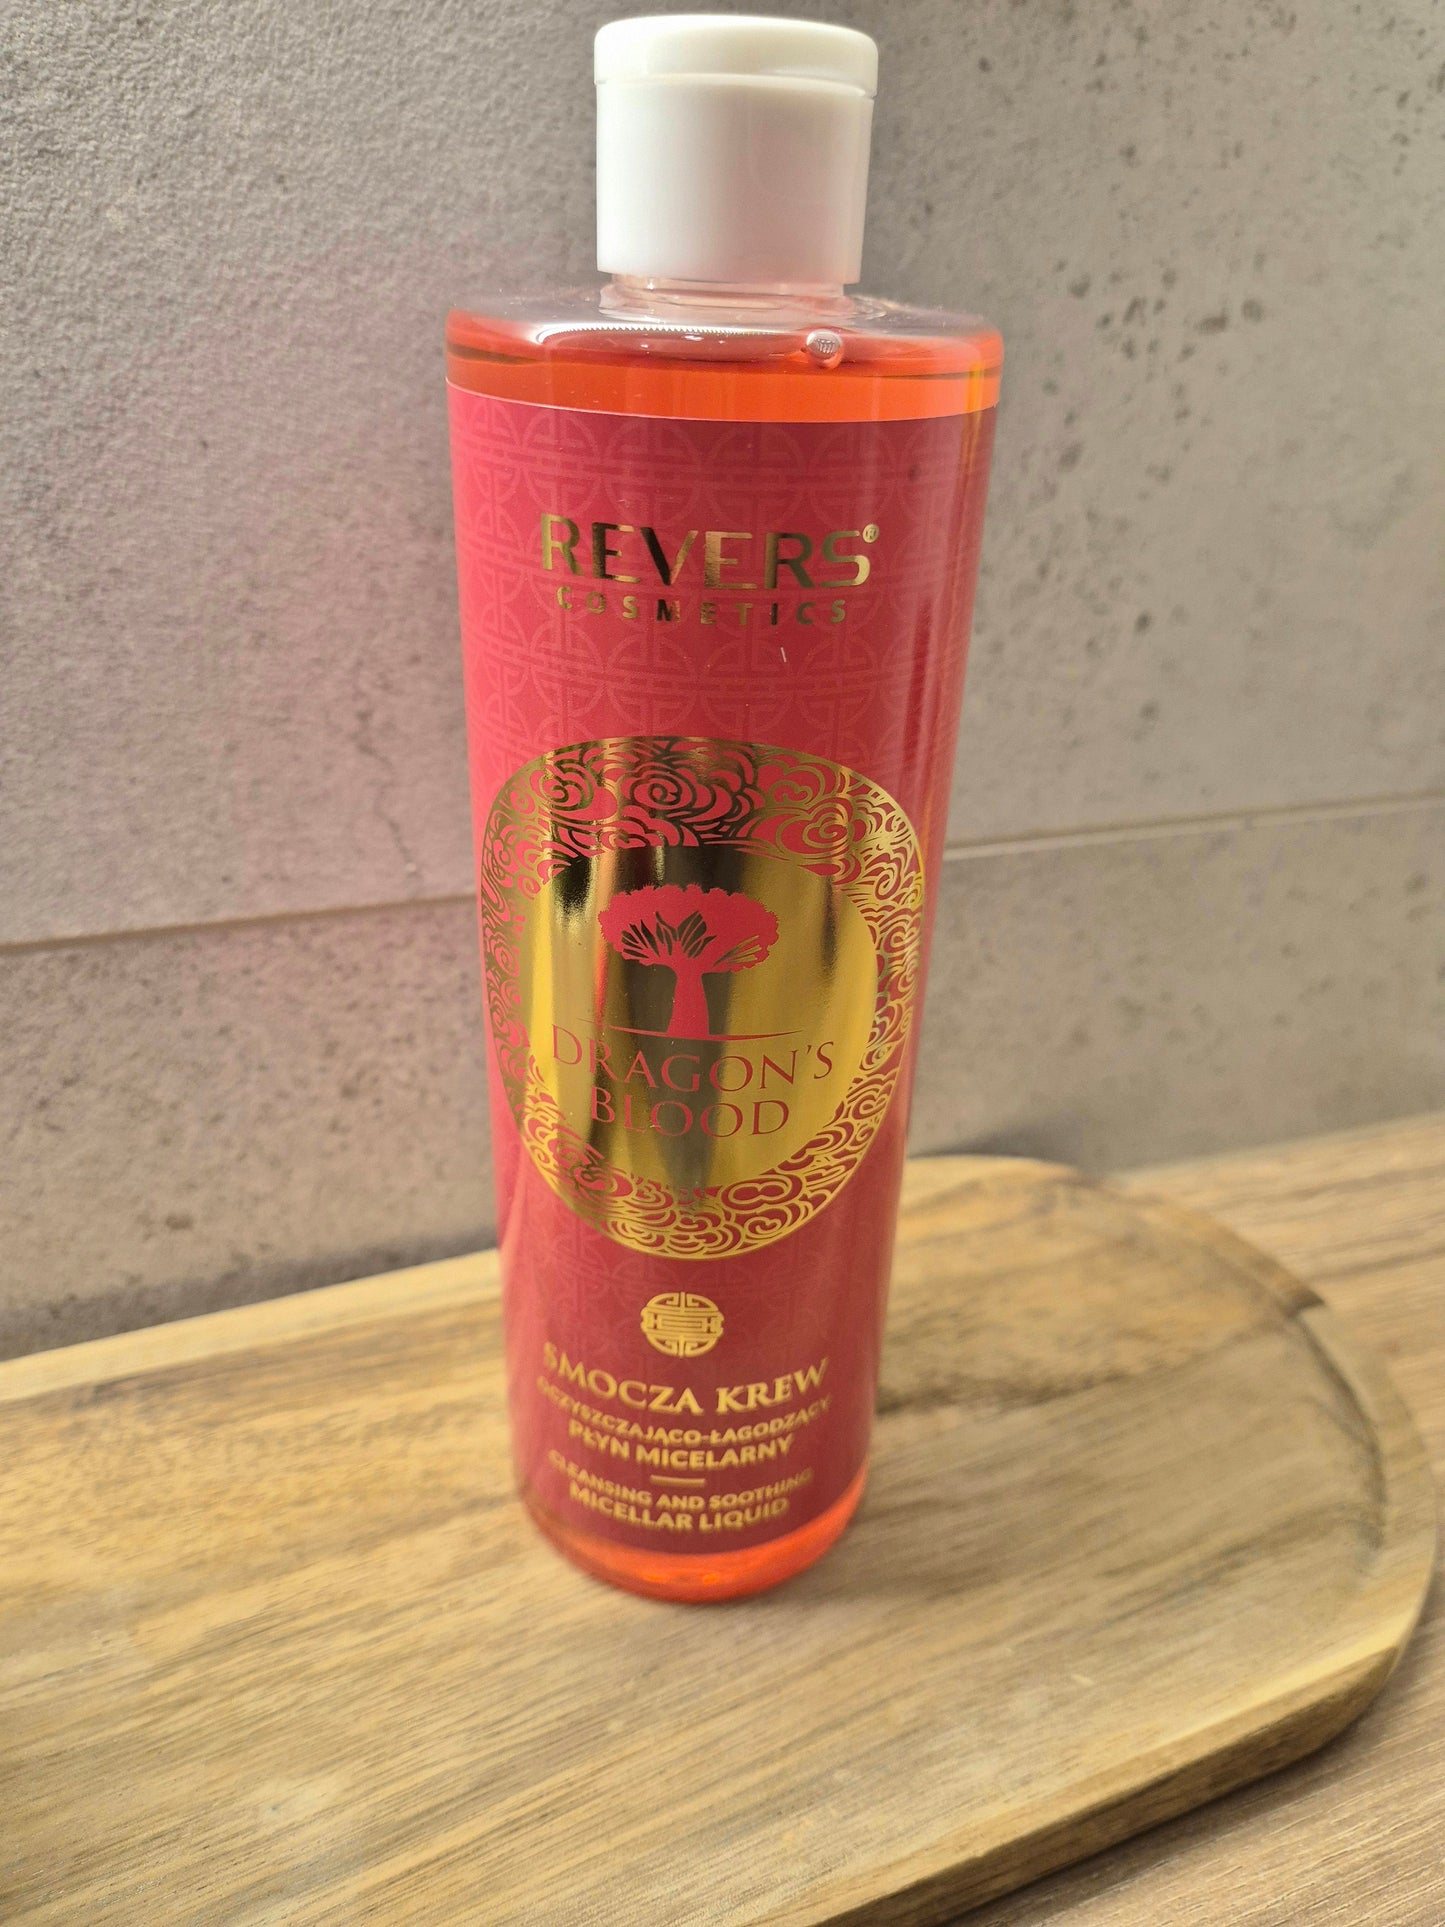 REVERS®
COSMETICS
DRAGON'S
BLOOD
SMOCZA KREW
OCZYSZCZAJĄCO-ŁAGODZĄCY
PŁYN MICELARNY
CLEANSING AND SOOTHING
MICELLAR LIQUID